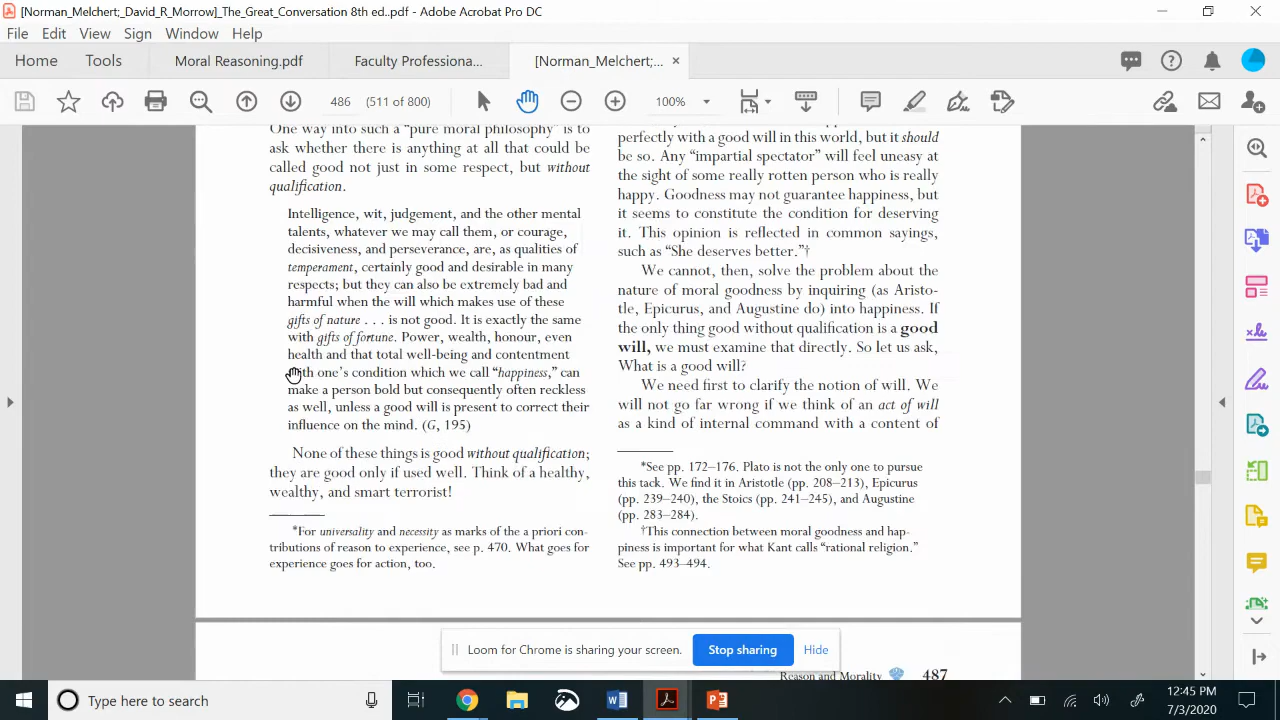 [Norman_Melchert;_David_R_Morrow]_The_Great_Conversation 8th ed..pdf - Adobe Acrobat Pro DC
File Edit View Sign Window Help
Home Tools Moral Reasoning.pdf Faculty Professiona... [Norman_Melchert;... ×
486 (511 of 800) 100%
One way into such a “pure moral philosophy” is to
ask whether there is anything at all that could be
called good not just in some respect, but without
qualification.
Intelligence, wit, judgement, and the other mental
talents, whatever we may call them, or courage,
decisiveness, and perseverance, are, as qualities of
temperament, certainly good and desirable in many
respects; but they can also be extremely bad and
harmful when the will which makes use of these
gifts of nature . . . is not good. It is exactly the same
with gifts of fortune. Power, wealth, honour, even
health and that total well-being and contentment
one’s condition which we call “happiness,” can
make a person bold but consequently often reckless
as well, unless a good will is present to correct their
influence on the mind. (G, 195)
None of these things is good without qualification;
they are good only if used well. Think of a healthy,
wealthy, and smart terrorist!
*For universality and necessity as marks of the a priori con-
tributions of reason to experience, see p. 470. What goes for
experience goes for action, too.
perfectly with a good will in this world, but it should
be so. Any “impartial spectator” will feel uneasy at
the sight of some really rotten person who is really
happy. Goodness may not guarantee happiness, but
it seems to constitute the condition for deserving
it. This opinion is reflected in common sayings,
such as “She deserves better.”†
We cannot, then, solve the problem about the
nature of moral goodness by inquiring (as Aristo-
tle, Epicurus, and Augustine do) into happiness. If
the only thing good without qualification is a good
will, we must examine that directly. So let us ask,
What is a good will?
We need first to clarify the notion of will. We
will not go far wrong if we think of an act of will
as a kind of internal command with a content of
*See pp. 172–176. Plato is not the only one to pursue
this tack. We find it in Aristotle (pp. 208–213), Epicurus
(pp. 239–240), the Stoics (pp. 241–245), and Augustine
(pp. 283–284).
†This connection between moral goodness and hap-
piness is important for what Kant calls “rational religion.”
See pp. 493–494.
Loom for Chrome is sharing your screen. Stop sharing Hide
Reason and Morality 487
Type here to search
12:45 PM
7/3/2020